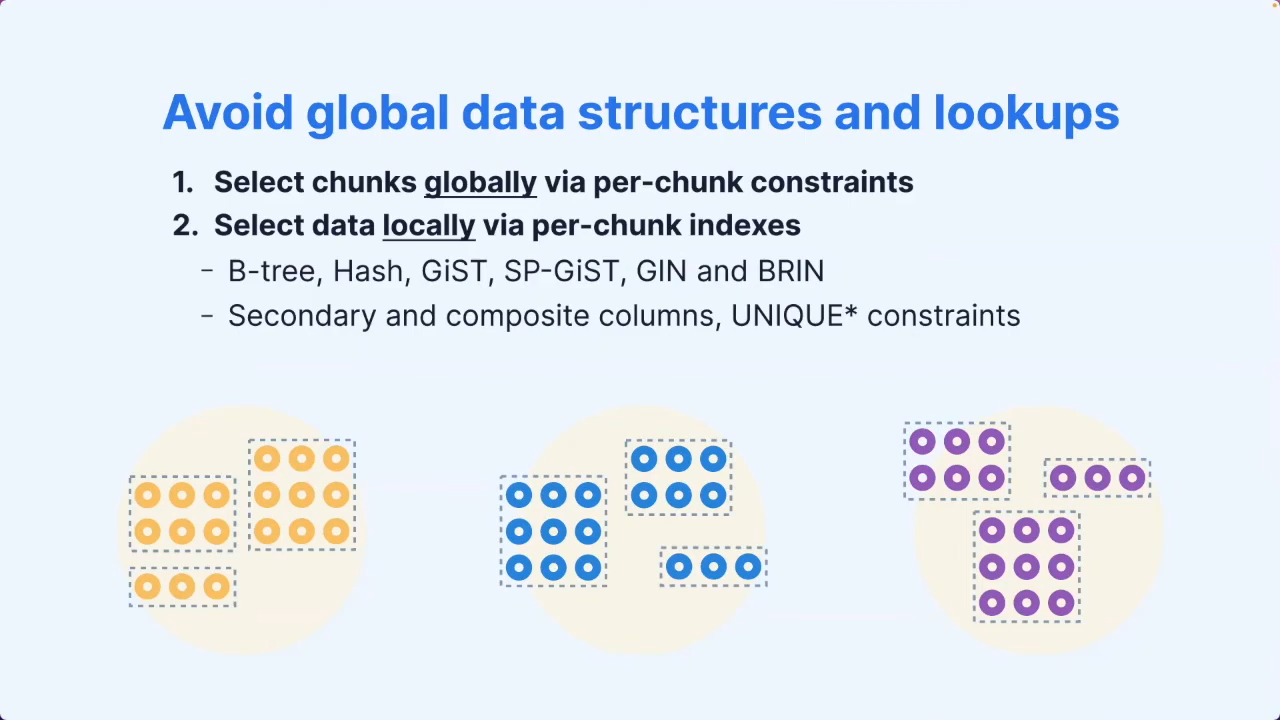 Avoid global data structures and lookups
1. Select chunks globally via per-chunk constraints
2. Select data locally via per-chunk indexes
– B-tree, Hash, GiST, SP-GiST, GIN and BRIN
– Secondary and composite columns, UNIQUE* constraints